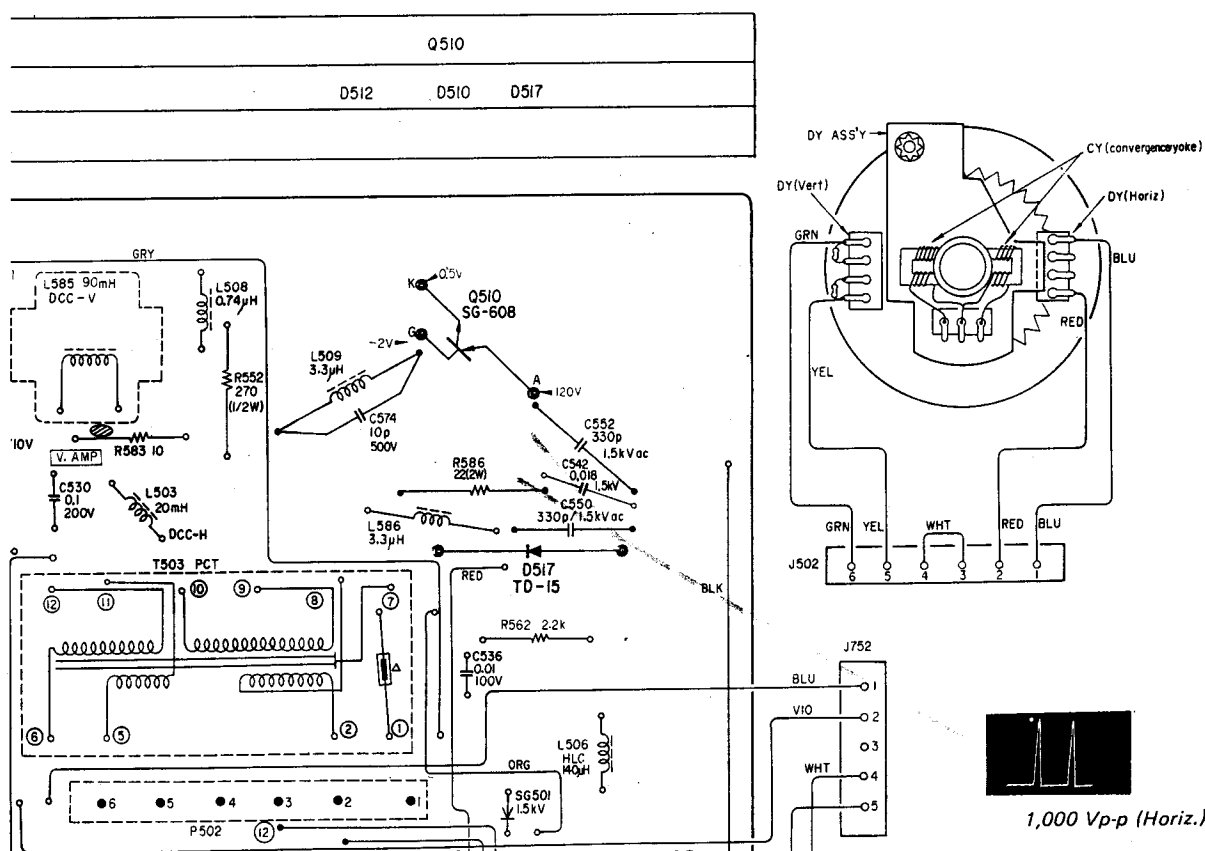 Q510
D512 D510 D517
DY ASS'Y
CY (convergence yoke)
DY (Vert)
DY (Horiz)
GRN
BLU
RED
YEL
GRY
L585 90mH
DCC-V
L508
0.74μH
K 0.5V
Q510
SG-608
G
-2V
L509
3.3μH
R552
270
(1/2W)
A
120V
C574
10p
500V
C552
330p
1.5kV ac
R583 10
V. AMP
C530
0.1
200V
L503
20mH
DCC-H
R586
22(2W)
C542
0.018
1.5kV
C550
330p/1.5kVac
L586
3.3μH
D517
TD-15
RED
BLK
GRN YEL WHT RED BLU
J502
6 5 4 3 2 1
T503 PCT
12 11 10 9 8 7
6 5 2 1
R562 2.2k
C536
0.01
100V
J752
BLU 1
VIO 2
3
WHT 4
5
L506
HLC
140μH
ORG
SG501
1.5kV
6 5 4 3 2 1
P502
12
1,000 Vp-p (Horiz.)